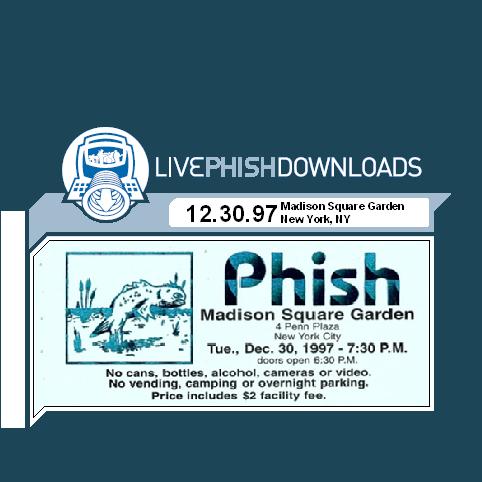 LIVEPHISHDOWNLOADS
12.30.97 Madison Square Garden
New York, NY
Phish
Madison Square Garden
4 Penn Plaza
New York City
Tue., Dec. 30, 1997 - 7:30 P.M.
doors open 6:30 P.M.
No cans, bottles, alcohol, cameras or video.
No vending, camping or overnight parking.
Price includes $2 facility fee.